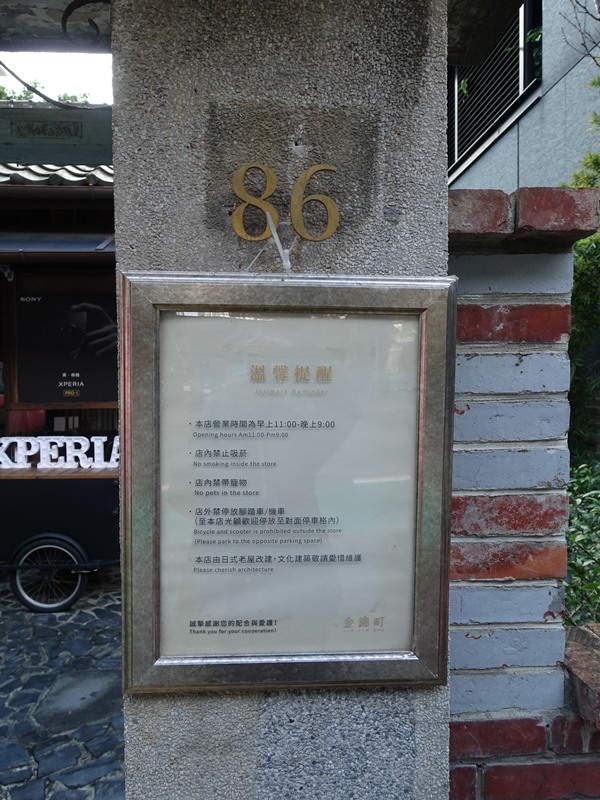 86
SONY
真·相機
XPERIA
PRO-I
XPERIA
溫馨提醒
Intimate Reminder
·本店營業時間為早上11:00-晚上9:00
Opening hours Am11:00-Pm9:00
·店內禁止吸菸
No smoking inside the store
·店內禁帶寵物
No pets in the store
·店外禁停放腳踏車/機車
(至本店光顧歡迎停放至對面停車格內)
Bicycle and scooter is prohibited outside the store
(Please park to the opposite parking space)
·本店由日式老屋改建,文化建築敬請愛惜維護
Please cherish architecture
誠摯感謝您的配合與愛護!
Thank you for your cooperation!
金錦町